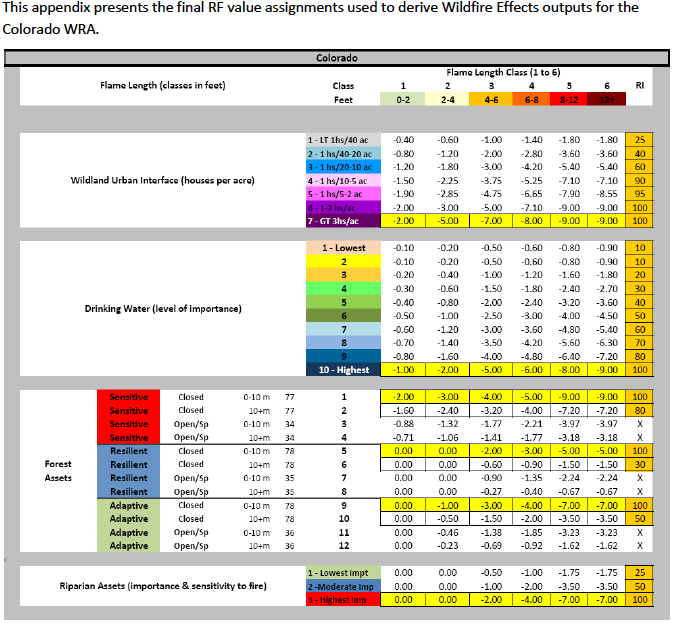 This appendix presents the final RF value assignments used to derive Wildfire Effects outputs for the
Colorado WRA.
Colorado
Flame Length Class (1 to 6)
Flame Length (classes in feet) Class 1 2 3 4 5 6 RI
Feet 0-2 2-4 4-6 6-8 8-12 12+
1 - LT 1hs/40 ac -0.40 -0.60 -1.00 -1.40 -1.80 -1.80 25
2 - 1 hs/40-20 ac -0.80 -1.20 -2.00 -2.80 -3.60 -3.60 40
3 - 1 hs/20-10 ac -1.20 -1.80 -3.00 -4.20 -5.40 -5.40 60
Wildland Urban Interface (houses per acre) 4 - 1 hs/10-5 ac -1.50 -2.25 -3.75 -5.25 -7.10 -7.10 90
5 - 1 hs/5-2 ac -1.90 -2.85 -4.75 -6.65 -7.90 -8.55 95
6 - 1-3 hs/ac -2.00 -3.00 -5.00 -7.10 -9.00 -9.00 100
7 - GT 3hs/ac -2.00 -5.00 -7.00 -8.00 -9.00 -9.00 100
1 - Lowest -0.10 -0.20 -0.50 -0.60 -0.80 -0.90 10
2 -0.10 -0.20 -0.50 -0.60 -0.80 -0.90 10
3 -0.20 -0.40 -1.00 -1.20 -1.60 -1.80 20
4 -0.30 -0.60 -1.50 -1.80 -2.40 -2.70 30
Drinking Water (level of importance) 5 -0.40 -0.80 -2.00 -2.40 -3.20 -3.60 40
6 -0.50 -1.00 -2.50 -3.00 -4.00 -4.50 50
7 -0.60 -1.20 -3.00 -3.60 -4.80 -5.40 60
8 -0.70 -1.40 -3.50 -4.20 -5.60 -6.30 70
9 -0.80 -1.60 -4.00 -4.80 -6.40 -7.20 80
10 - Highest -1.00 -2.00 -5.00 -6.00 -8.00 -9.00 100
Sensitive Closed 0-10 m 77 1 -2.00 -3.00 -4.00 -5.00 -9.00 -9.00 100
Sensitive Closed 10+m 77 2 -1.60 -2.40 -3.20 -4.00 -7.20 -7.20 80
Sensitive Open/Sp 0-10 m 34 3 -0.88 -1.32 -1.77 -2.21 -3.97 -3.97 X
Sensitive Open/Sp 10+m 34 4 -0.71 -1.06 -1.41 -1.77 -3.18 -3.18 X
Resilient Closed 0-10 m 78 5 0.00 0.00 -2.00 -3.00 -5.00 -5.00 100
Forest Resilient Closed 10+m 78 6 0.00 0.00 -0.60 -0.90 -1.50 -1.50 30
Assets Resilient Open/Sp 0-10 m 35 7 0.00 0.00 -0.90 -1.35 -2.24 -2.24 X
Resilient Open/Sp 10+m 35 8 0.00 0.00 -0.27 -0.40 -0.67 -0.67 X
Adaptive Closed 0-10 m 78 9 0.00 -1.00 -3.00 -4.00 -7.00 -7.00 100
Adaptive Closed 10+m 78 10 0.00 -0.50 -1.50 -2.00 -3.50 -3.50 50
Adaptive Open/Sp 0-10 m 36 11 0.00 -0.46 -1.38 -1.85 -3.23 -3.23 X
Adaptive Open/Sp 10+m 36 12 0.00 -0.23 -0.69 -0.92 -1.62 -1.62 X
1 - Lowest Impt 0.00 0.00 -0.50 -1.00 -1.75 -1.75 25
Riparian Assets (importance & sensitivity to fire) 2 -Moderate Imp 0.00 0.00 -1.00 -2.00 -3.50 -3.50 50
3 - Highest Imp 0.00 0.00 -2.00 -4.00 -7.00 -7.00 100